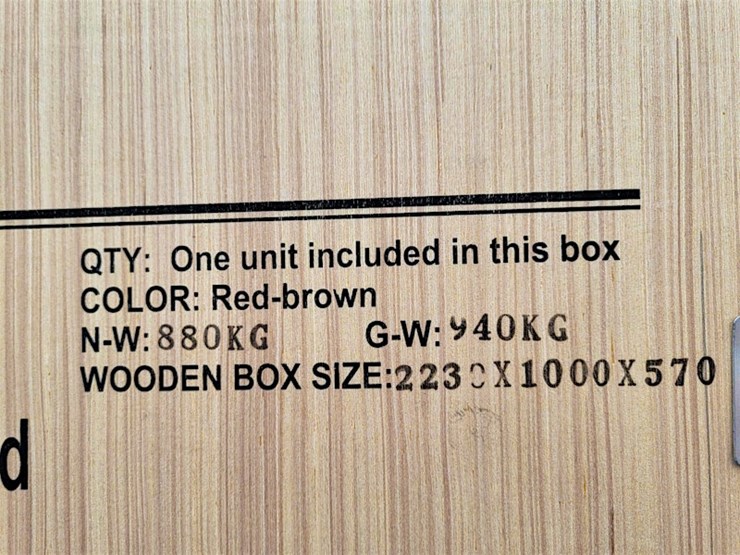 QTY: One unit included in this box
COLOR: Red-brown
N-W: 880KG G-W: 940KG
WOODEN BOX SIZE: 2230X1000X570
d